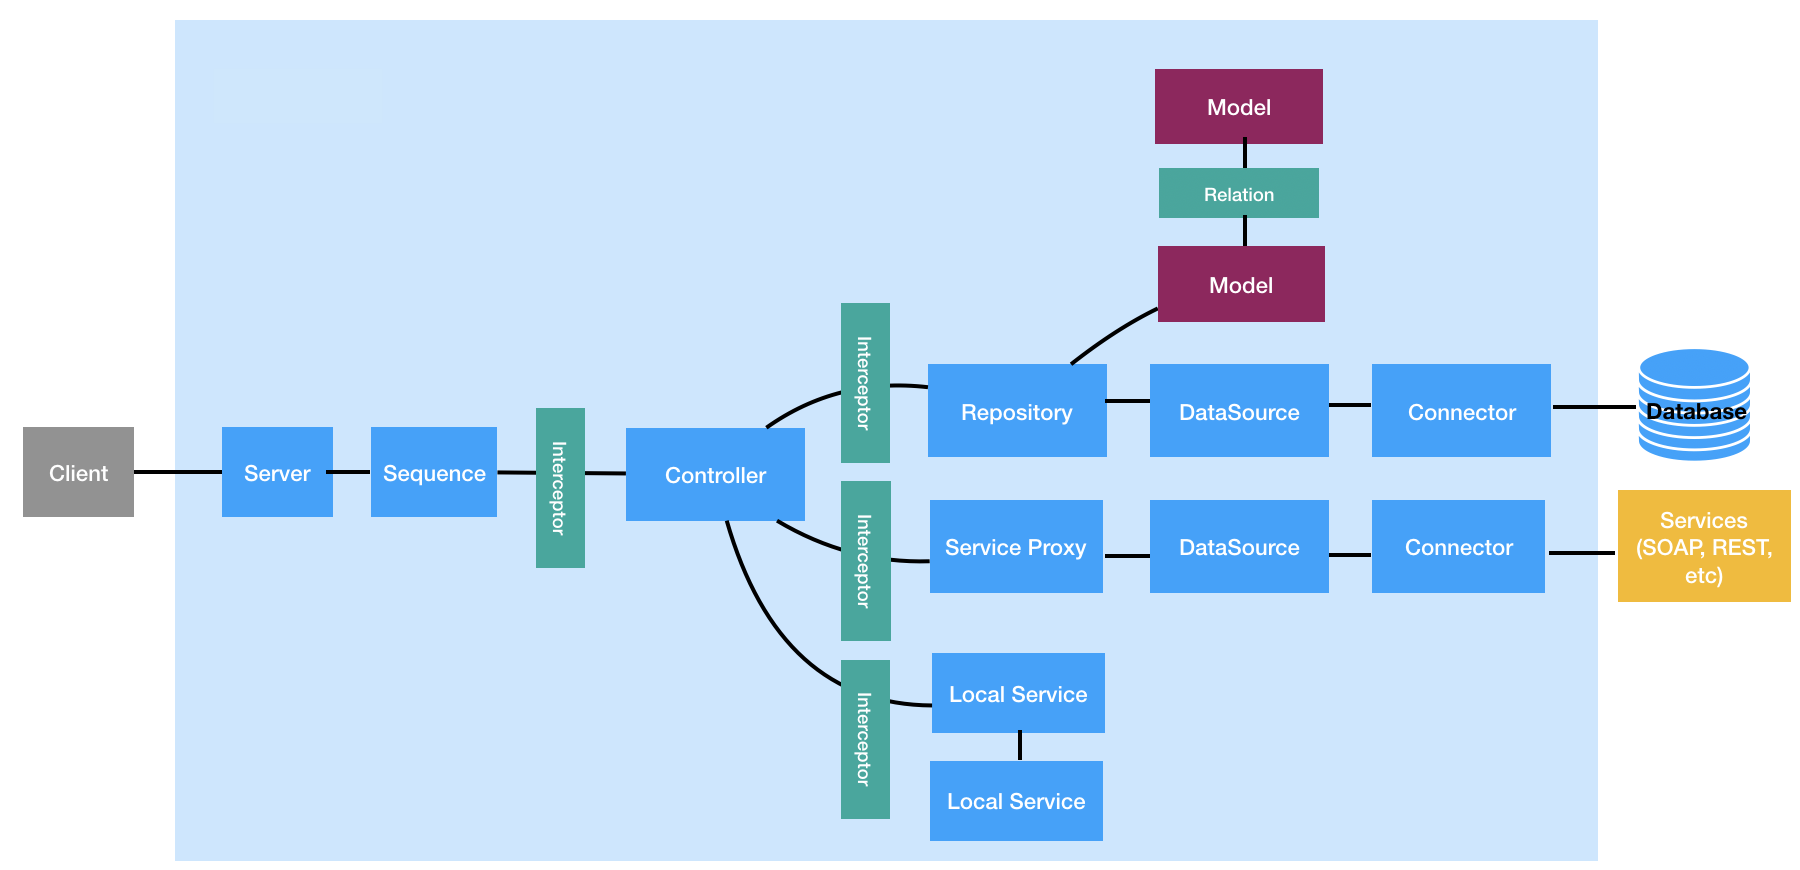 Model
Relation
Model
Interceptor
Repository
DataSource
Connector
Database
Client
Server
Sequence
Interceptor
Controller
Interceptor
Service Proxy
DataSource
Connector
Services
(SOAP, REST,
etc)
Interceptor
Local Service
Local Service